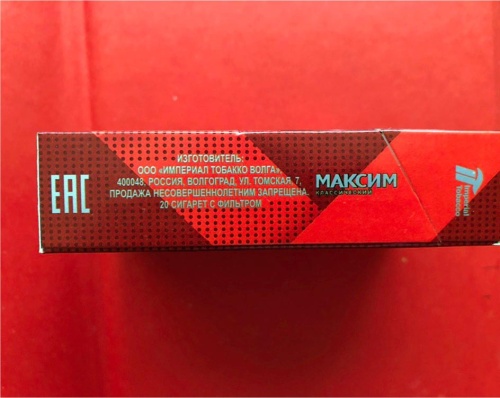 EAC
ИЗГОТОВИТЕЛЬ:
ООО «ИМПЕРИАЛ ТОБАККО ВОЛГА»
400048, РОССИЯ, ВОЛГОГРАД, УЛ. ТОМСКАЯ, 7,
ПРОДАЖА НЕСОВЕРШЕННОЛЕТНИМ ЗАПРЕЩЕНА.
20 СИГАРЕТ С ФИЛЬТРОМ
МАКСИМ
КЛАССИЧЕСКИЙ
Imperial
Tobacco